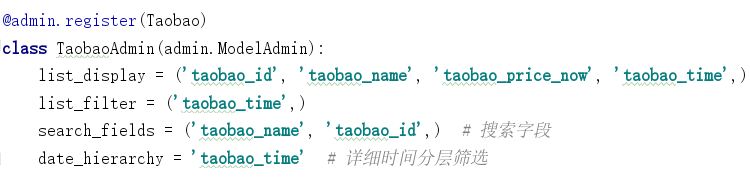 @admin.register(Taobao)
class TaobaoAdmin(admin.ModelAdmin):
    list_display = ('taobao_id', 'taobao_name', 'taobao_price_now', 'taobao_time',)
    list_filter = ('taobao_time',)
    search_fields = ('taobao_name', 'taobao_id',)  # 搜索字段
    date_hierarchy = 'taobao_time'  # 详细时间分层筛选